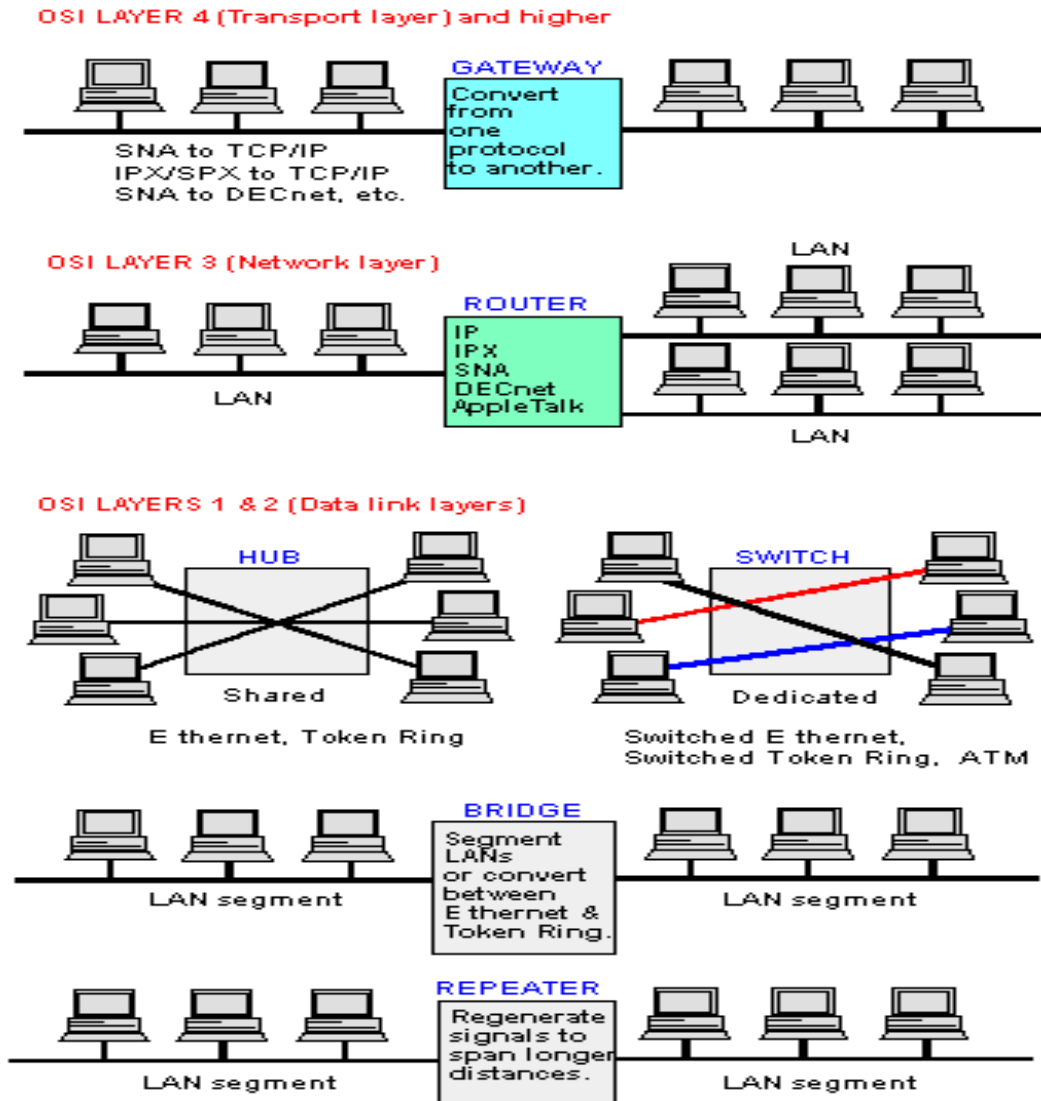 OSI LAYER 4 (Transport layer) and higher
GATEWAY
Convert
from
one
protocol
to another.
SNA to TCP/IP
IPX/SPX to TCP/IP
SNA to DECnet, etc.
OSI LAYER 3 (Network layer)
LAN
ROUTER
IP
IPX
SNA
DECnet
AppleTalk
LAN
LAN
OSI LAYERS 1 & 2 (Data link layers)
HUB
Shared
Ethernet, Token Ring
SWITCH
Dedicated
Switched Ethernet,
Switched Token Ring, ATM
BRIDGE
Segment
LANs
or convert
between
Ethernet &
Token Ring.
LAN segment
LAN segment
REPEATER
Regenerate
signals to
span longer
distances.
LAN segment
LAN segment